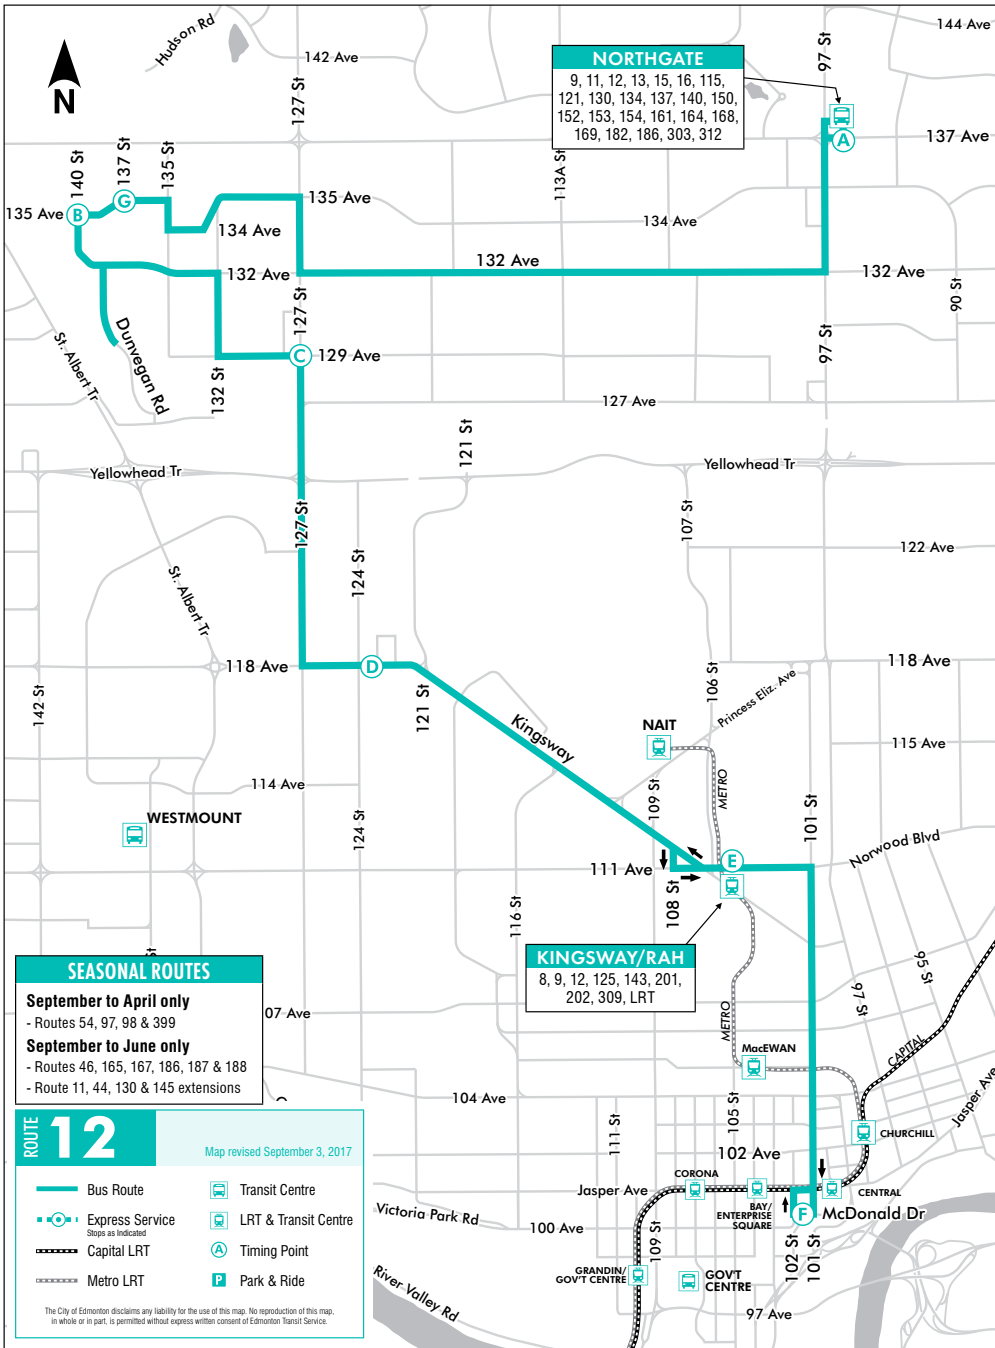 144 Ave
Hudson Rd
142 Ave
97 St
NORTHGATE
9, 11, 12, 13, 15, 16, 115,
121, 130, 134, 137, 140, 150,
152, 153, 154, 161, 164, 168,
169, 182, 186, 303, 312
N
127 St
A
137 Ave
140 St
137 St
135 St
113A St
G
B
135 Ave
135 Ave
134 Ave
134 Ave
132 Ave
132 Ave
132 Ave
90 St
127 St
97 St
St. Albert Tr
Dunvegan Rd
132 St
C
129 Ave
127 Ave
121 St
Yellowhead Tr
Yellowhead Tr
127 St
107 St
124 St
122 Ave
St. Albert Tr
118 Ave
D
118 Ave
142 St
121 St
106 St
Princess Eliz. Ave
Kingsway
NAIT
115 Ave
METRO
114 Ave
109 St
101 St
WESTMOUNT
124 St
Norwood Blvd
111 Ave
E
108 St
116 St
KINGSWAY/RAH
8, 9, 12, 125, 143, 201,
202, 309, LRT
95 St
97 St
St
SEASONAL ROUTES
September to April only
- Routes 54, 97, 98 & 399
September to June only
- Routes 46, 165, 167, 186, 187 & 188
- Route 11, 44, 130 & 145 extensions
07 Ave
METRO
CAPITAL
MacEWAN
Jasper Ave
104 Ave
105 St
111 St
CHURCHILL
102 Ave
CORONA
Jasper Ave
BAY/
ENTERPRISE
SQUARE
CENTRAL
F
McDonald Dr
Victoria Park Rd
100 Ave
109 St
102 St
101 St
GRANDIN/
GOV'T CENTRE
GOV'T
CENTRE
River Valley Rd
97 Ave
ROUTE
12
Map revised September 3, 2017
Bus Route
Transit Centre
Express Service
Stops as Indicated
LRT & Transit Centre
Capital LRT
A
Timing Point
Metro LRT
P
Park & Ride
The City of Edmonton disclaims any liability for the use of this map. No reproduction of this map,
in whole or in part, is permitted without express written consent of Edmonton Transit Service.